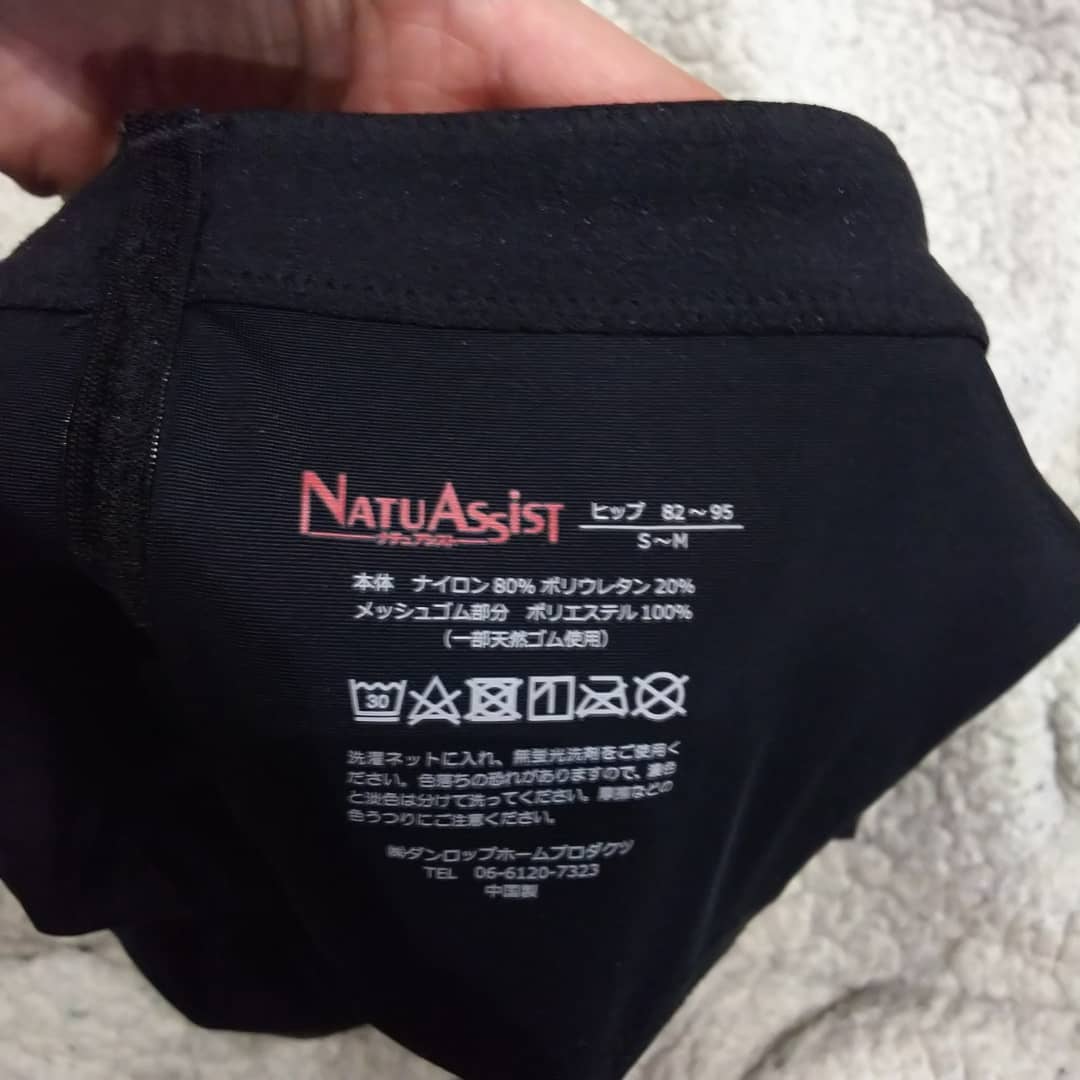 NATUASSIST
ナチュアシスト
ヒップ 82～95
S～M
本体 ナイロン80% ポリウレタン20%
メッシュゴム部分 ポリエステル100%
(一部天然ゴム使用)
30
洗濯ネットに入れ、無蛍光洗剤をご使用く
ださい。色落ちの恐れがありますので、濃色
と淡色は分けて洗ってください。摩擦などの
色うつりにご注意ください。
㈱ダンロップホームプロダクツ
TEL 06-6120-7323
中国製